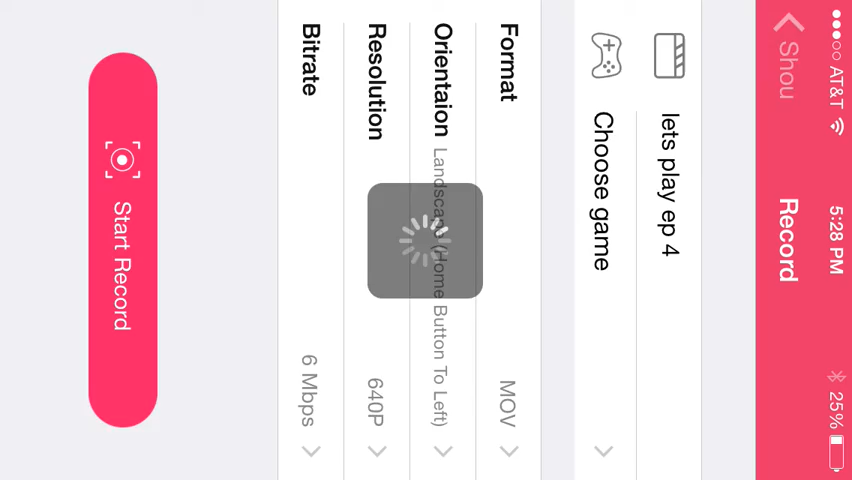 AT&T 5:28 PM 25%
Shou Record
lets play ep 4
Choose game
Format MOV
Orientaion Landscape (Home Button To Left)
Resolution 640P
Bitrate 6 Mbps
Start Record